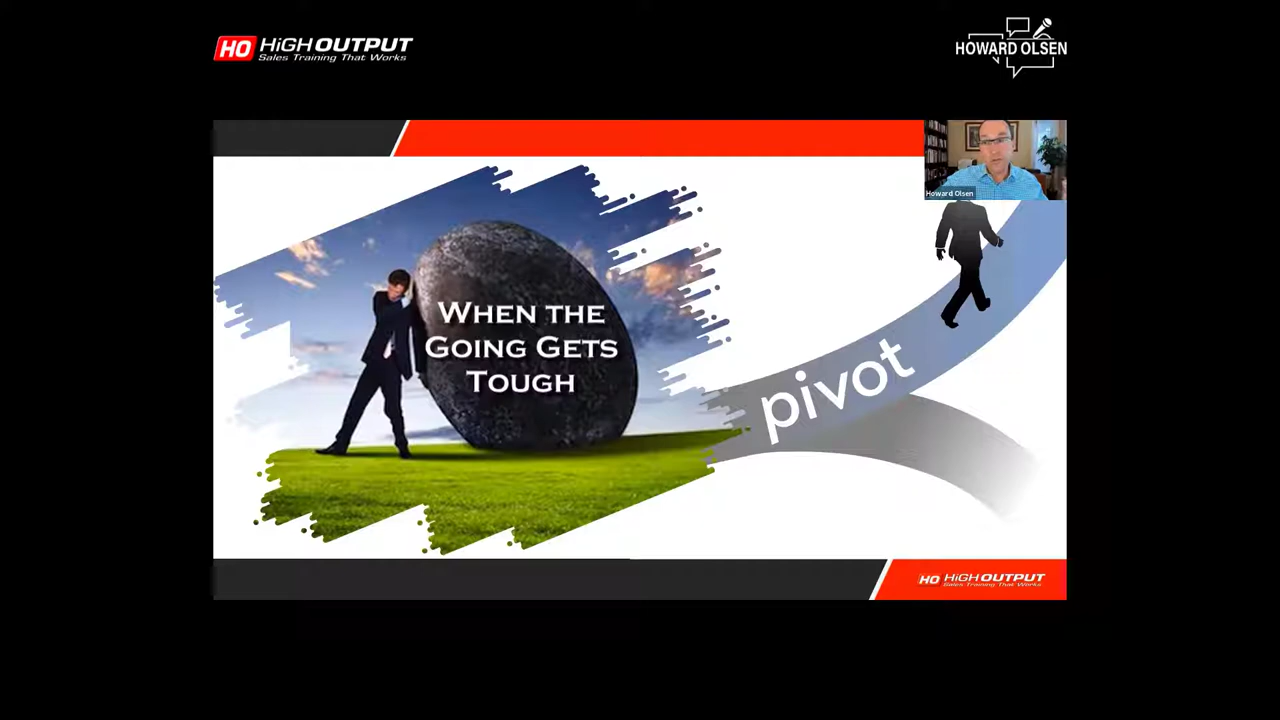 HO HiGH OUTPUT
Sales Training That Works
HOWARD OLSEN
Howard Olsen
WHEN THE
GOING GETS
TOUGH
pivot
HO HiGH OUTPUT
Sales Training That Works